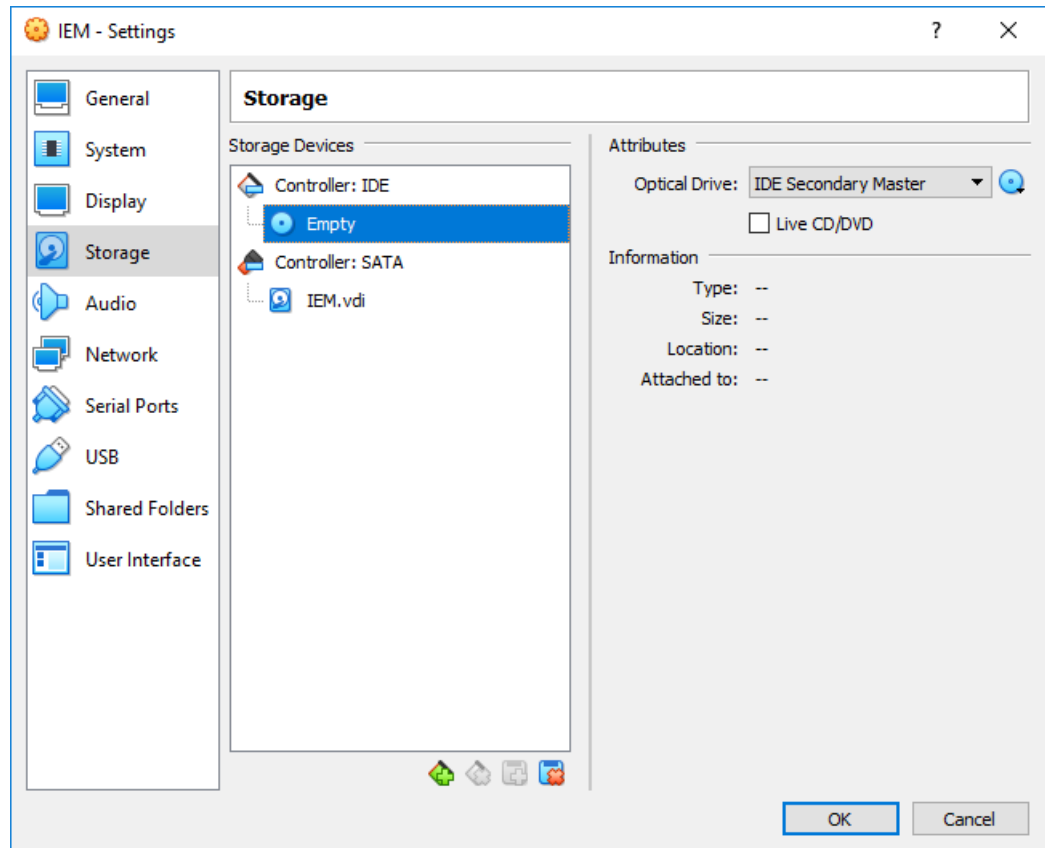 IEM - Settings
?
General
System
Display
Storage
Audio
Network
Serial Ports
USB
Shared Folders
User Interface
Storage
Storage Devices
Controller: IDE
Empty
Controller: SATA
IEM.vdi
Attributes
Optical Drive: IDE Secondary Master
Live CD/DVD
Information
Type: --
Size: --
Location: --
Attached to: --
OK Cancel